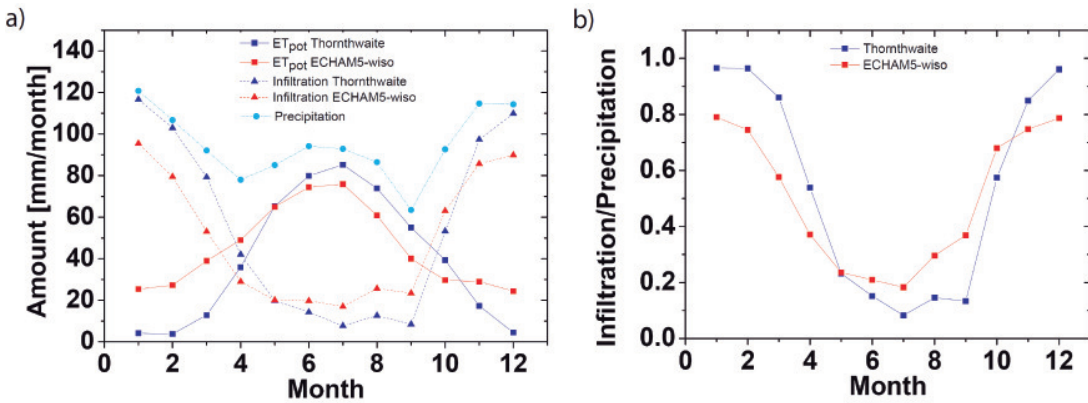 a)
Amount [mm/month]
140
120
100
80
60
40
20
0
ETpot Thornthwaite
ETpot ECHAM5-wiso
Infiltration Thornthwaite
Infiltration ECHAM5-wiso
Precipitation
0 2 4 6 8 10 12
Month
b)
Infiltration/Precipitation
1.0
0.8
0.6
0.4
0.2
0.0
Thornthwaite
ECHAM5-wiso
0 2 4 6 8 10 12
Month